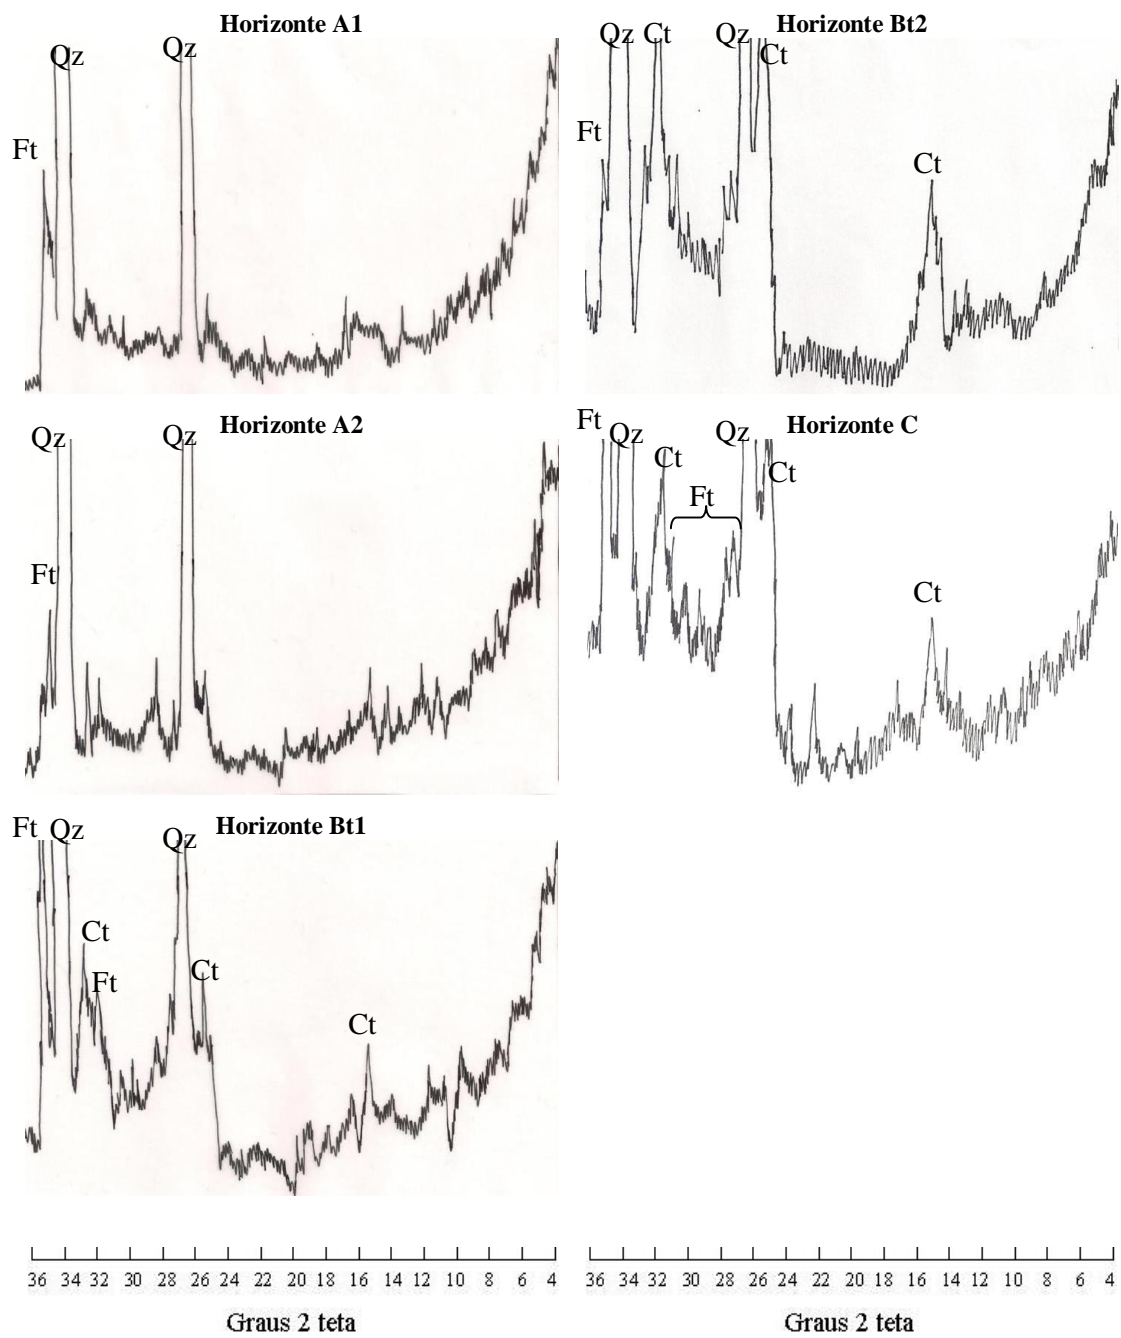 Horizonte A1
Qz
Qz
Ft
Horizonte Bt2
Qz Ct Qz
Ct
Ft
Ct
Horizonte A2
Qz
Qz
Ft
Horizonte C
Ft
Qz
Qz
Ct
Ct
Ft
Ct
Horizonte Bt1
Ft Qz
Qz
Ct
Ft
Ct
Ct
36 34 32 30 28 26 22 20 18 16 14 12 10 8 6 4
Graus 2 teta
36 34 32 30 28 26 24 22 20 18 16 14 12 10 8 6 4
Graus 2 teta